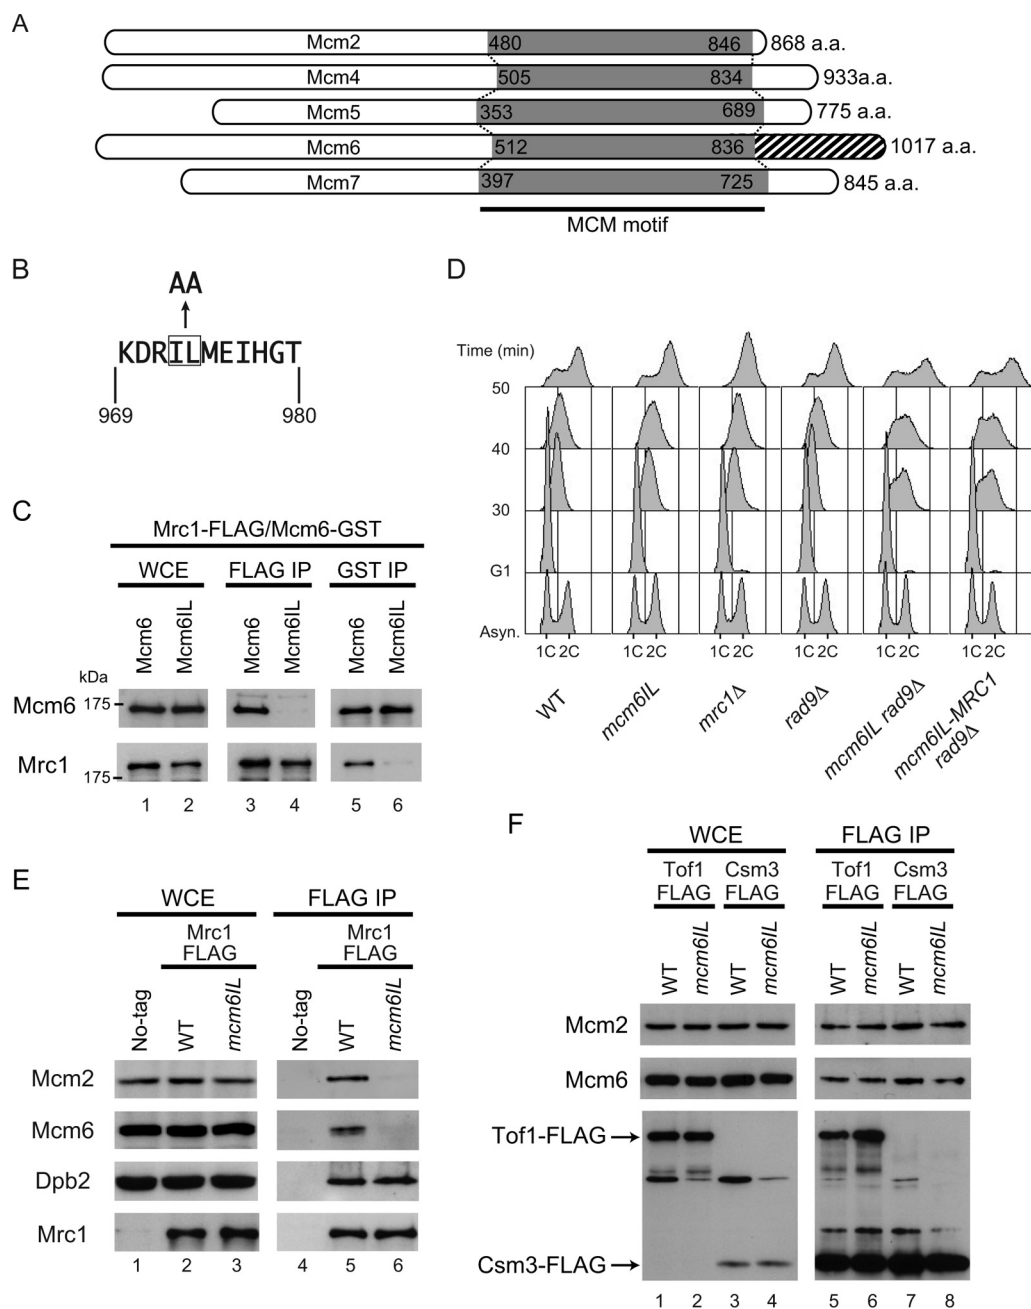 A
Mcm2 480 846 868 a.a.
Mcm4 505 834 933a.a.
Mcm5 353 689 775 a.a.
Mcm6 512 836 1017 a.a.
Mcm7 397 725 845 a.a.
MCM motif
B
AA
KDRILMEIHGT
969 980
C
Mrc1-FLAG/Mcm6-GST
WCE FLAG IP GST IP
Mcm6 Mcm6IL Mcm6 Mcm6IL Mcm6 Mcm6IL
kDa
Mcm6 175
Mrc1 175
1 2 3 4 5 6
D
Time (min)
50
40
30
G1
Asyn.
1C 2C 1C 2C 1C 2C 1C 2C 1C 2C 1C 2C
WT mcm6IL mrc1Δ rad9Δ mcm6IL rad9Δ mcm6IL-MRC1 rad9Δ
E
WCE FLAG IP
Mrc1 Mrc1
FLAG FLAG
No-tag WT mcm6IL No-tag WT mcm6IL
Mcm2
Mcm6
Dpb2
Mrc1
1 2 3 4 5 6
F
WCE FLAG IP
Tof1 Csm3 Tof1 Csm3
FLAG FLAG FLAG FLAG
WT mcm6IL WT mcm6IL WT mcm6IL WT mcm6IL
Mcm2
Mcm6
Tof1-FLAG
Csm3-FLAG
1 2 3 4 5 6 7 8